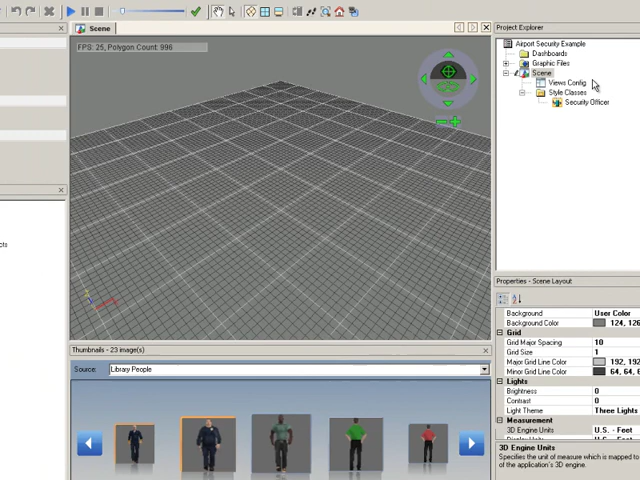 Scene
Project Explorer
FPS: 25, Polygon Count: 996
Airport Security Example
Dashboards
Graphic Files
Scene
Views Config
Style Classes
Security Officer
cts
Properties - Scene Layout
Background User Color
Background Color 124, 126
Grid
Grid Major Spacing 10
Grid Size 1
Major Grid Line Color 192, 192
Minor Grid Line Color 64, 64, 6
Lights
Brightness 0
Contrast 0
Light Theme Three Lights
Measurement
3D Engine Units U.S. - Feet
3D Engine Units
Specifies the unit of measure which is mapped to
of the application's 3D engine.
Thumbnails - 23 image(s)
Source: Library People